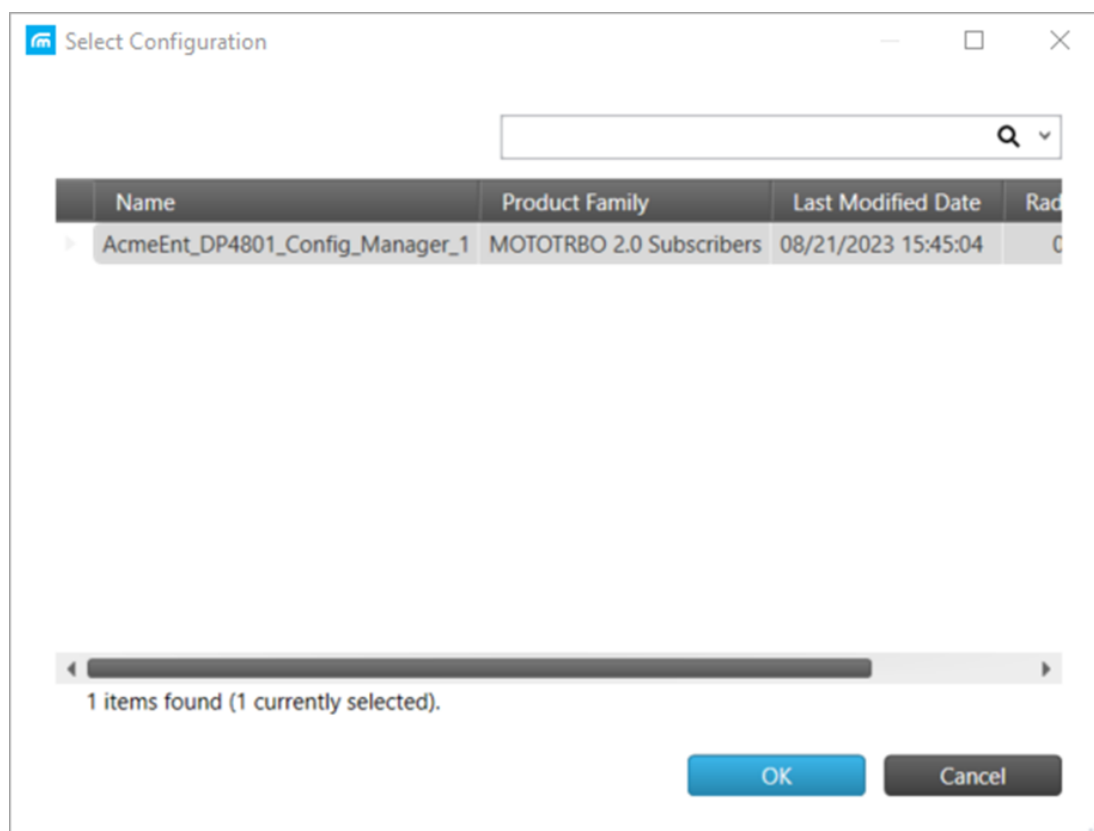 Select Configuration
Name Product Family Last Modified Date Rad
AcmeEnt_DP4801_Config_Manager_1 MOTOTRBO 2.0 Subscribers 08/21/2023 15:45:04
1 items found (1 currently selected).
OK Cancel